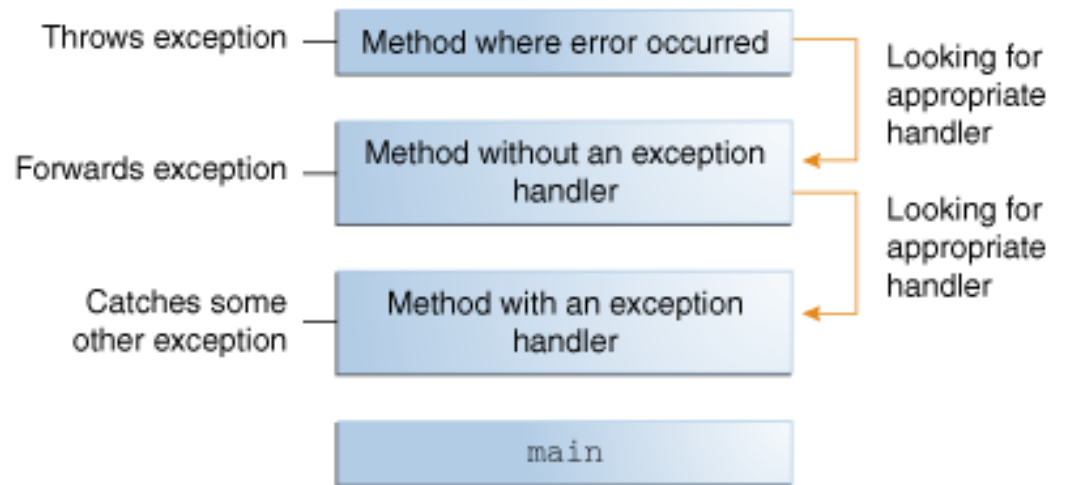 Throws exception
Method where error occurred
Looking for
appropriate
handler
Forwards exception
Method without an exception
handler
Looking for
appropriate
handler
Catches some
other exception
Method with an exception
handler
main